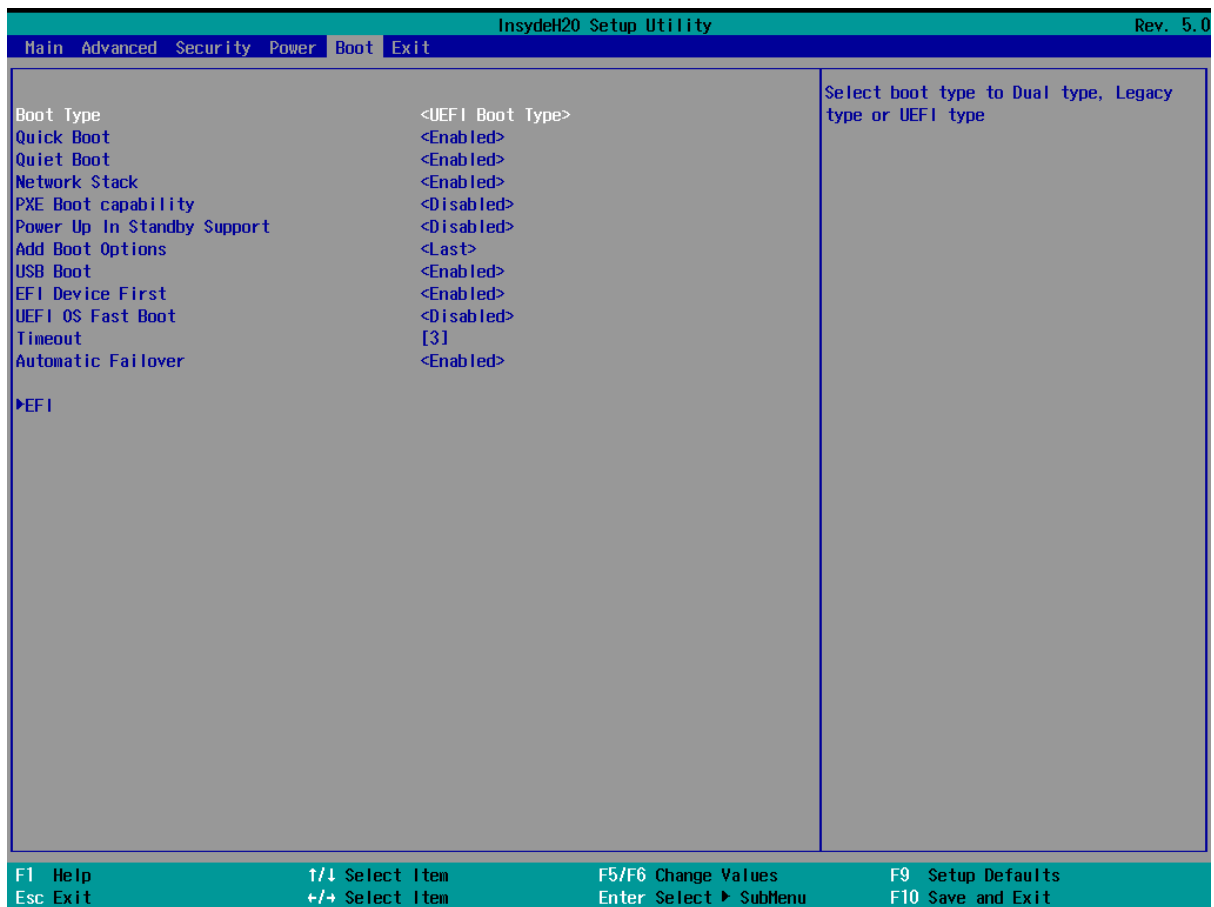 InsydeH20 Setup Utility Rev. 5.0
Main Advanced Security Power Boot Exit
Boot Type <UEFI Boot Type>
Quick Boot <Enabled>
Quiet Boot <Enabled>
Network Stack <Enabled>
PXE Boot capability <Disabled>
Power Up In Standby Support <Disabled>
Add Boot Options <Last>
USB Boot <Enabled>
EFI Device First <Enabled>
UEFI OS Fast Boot <Disabled>
Timeout [3]
Automatic Failover <Enabled>
▶EFI
Select boot type to Dual type, Legacy
type or UEFI type
F1 Help ↑/↓ Select Item F5/F6 Change Values F9 Setup Defaults
Esc Exit ←/→ Select Item Enter Select ▶ SubMenu F10 Save and Exit